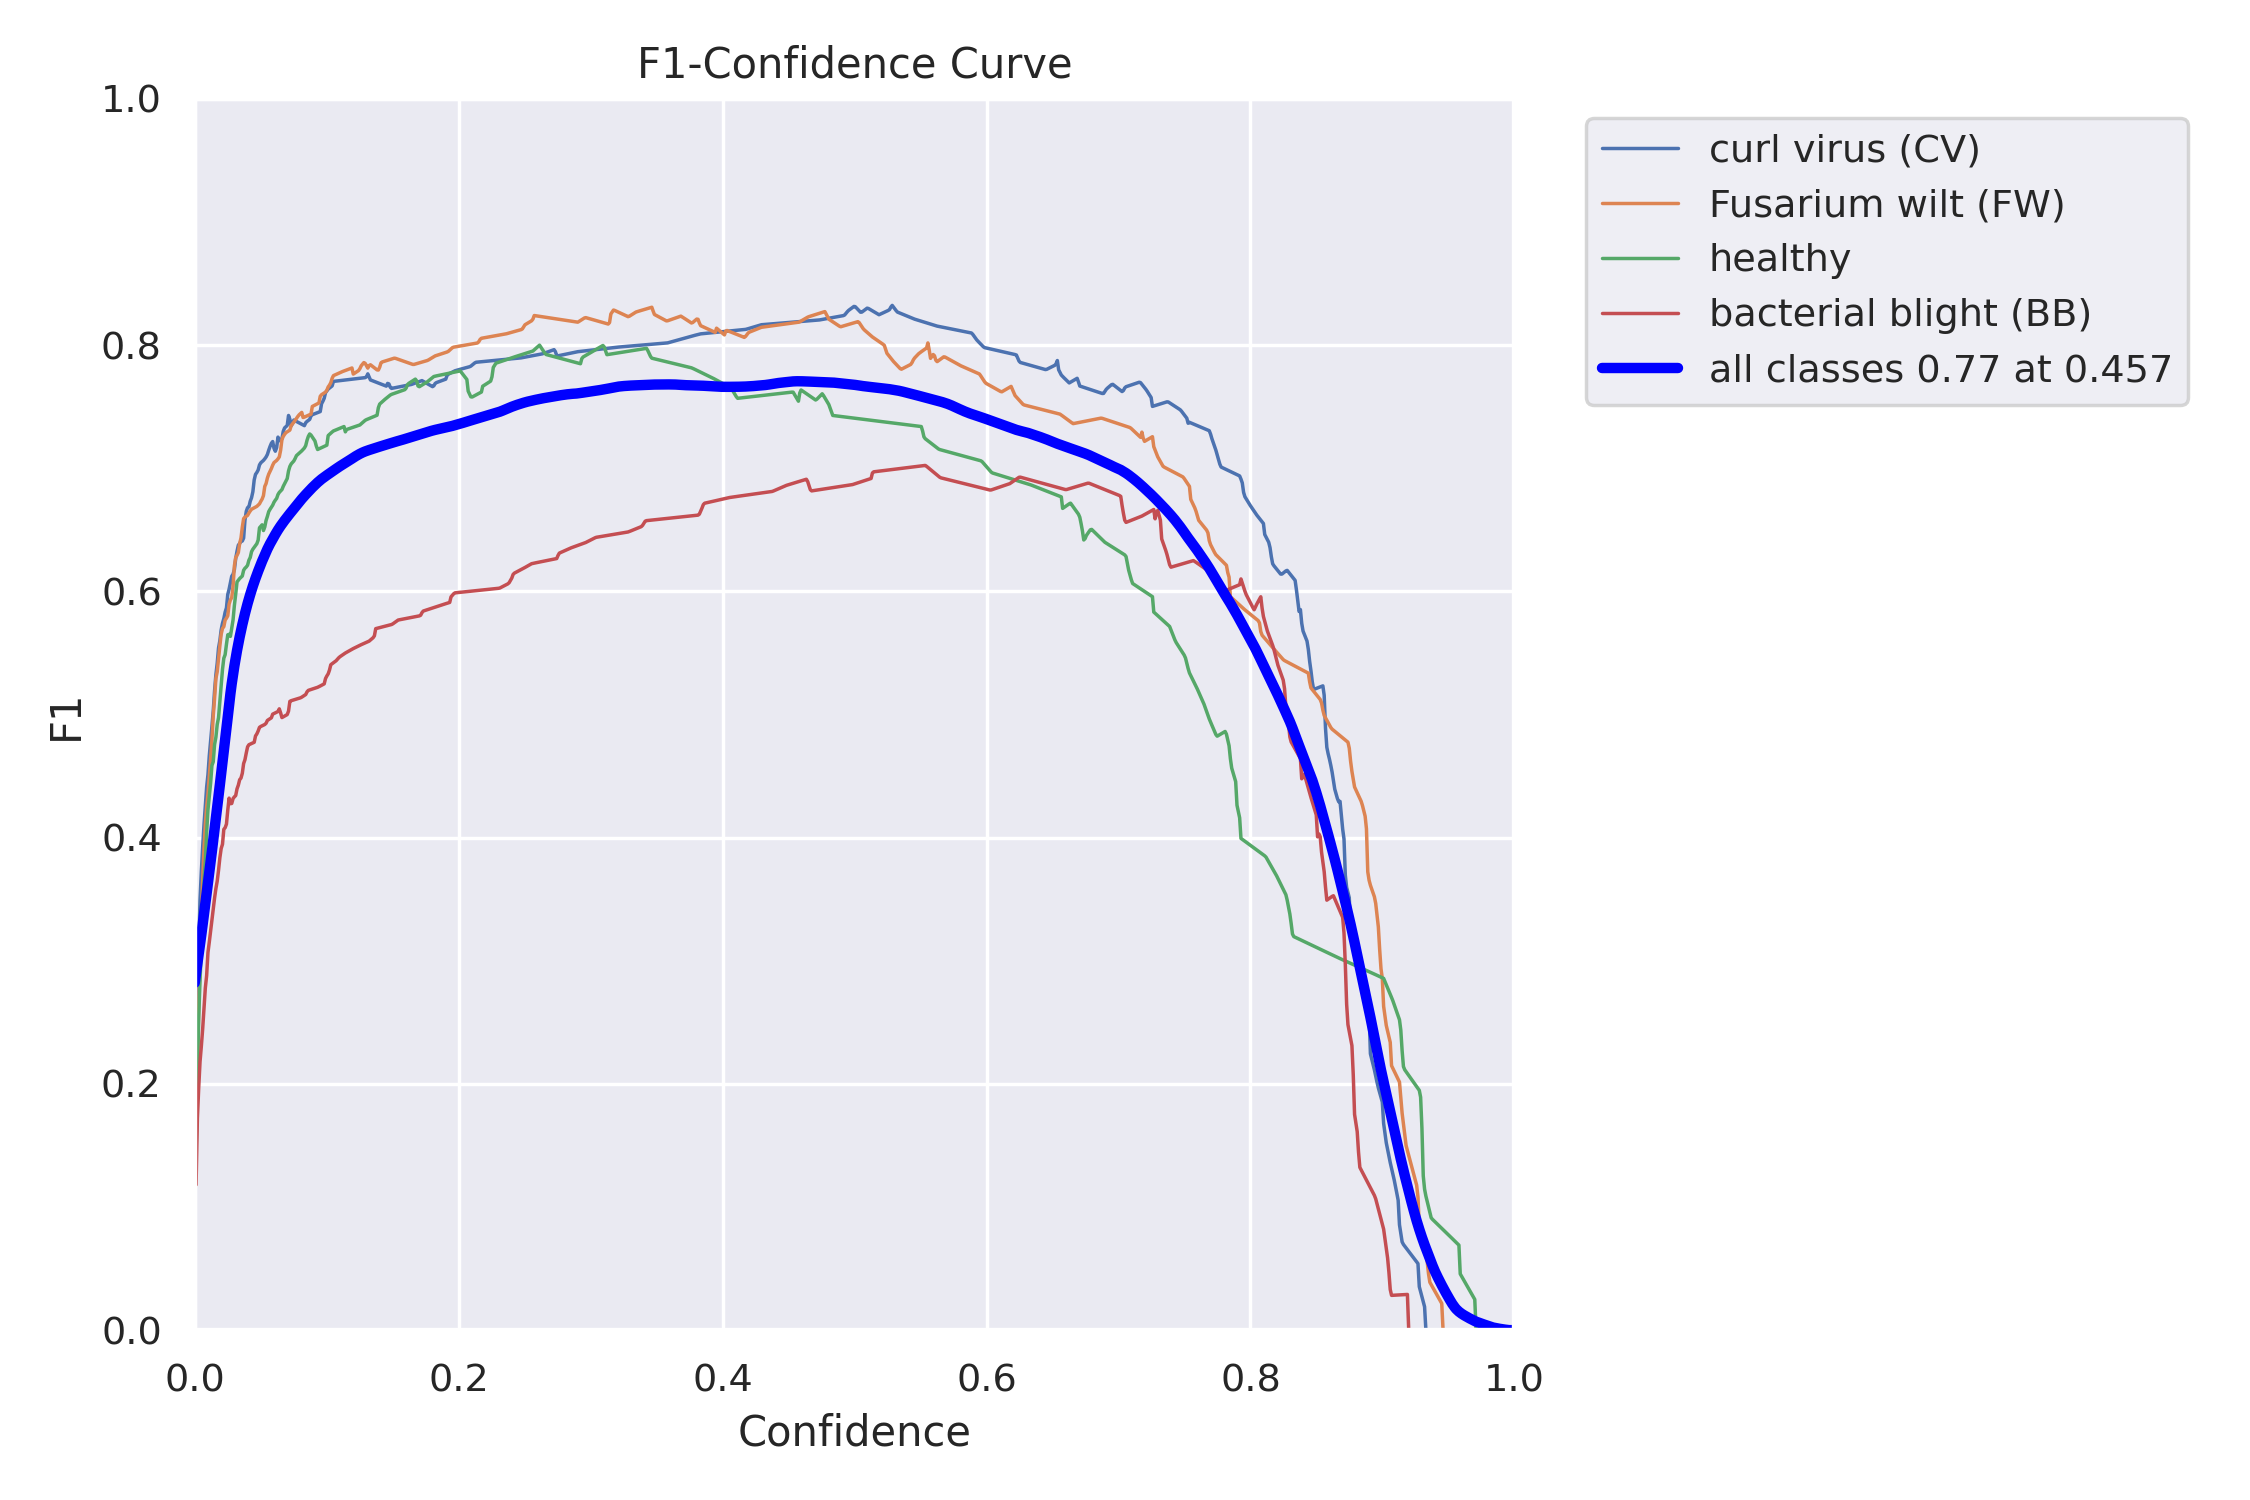 F1-Confidence Curve
1.0
0.8
0.6
0.4
0.2
0.0
F1
0.0 0.2 0.4 0.6 0.8 1.0
Confidence
curl virus (CV)
Fusarium wilt (FW)
healthy
bacterial blight (BB)
all classes 0.77 at 0.457